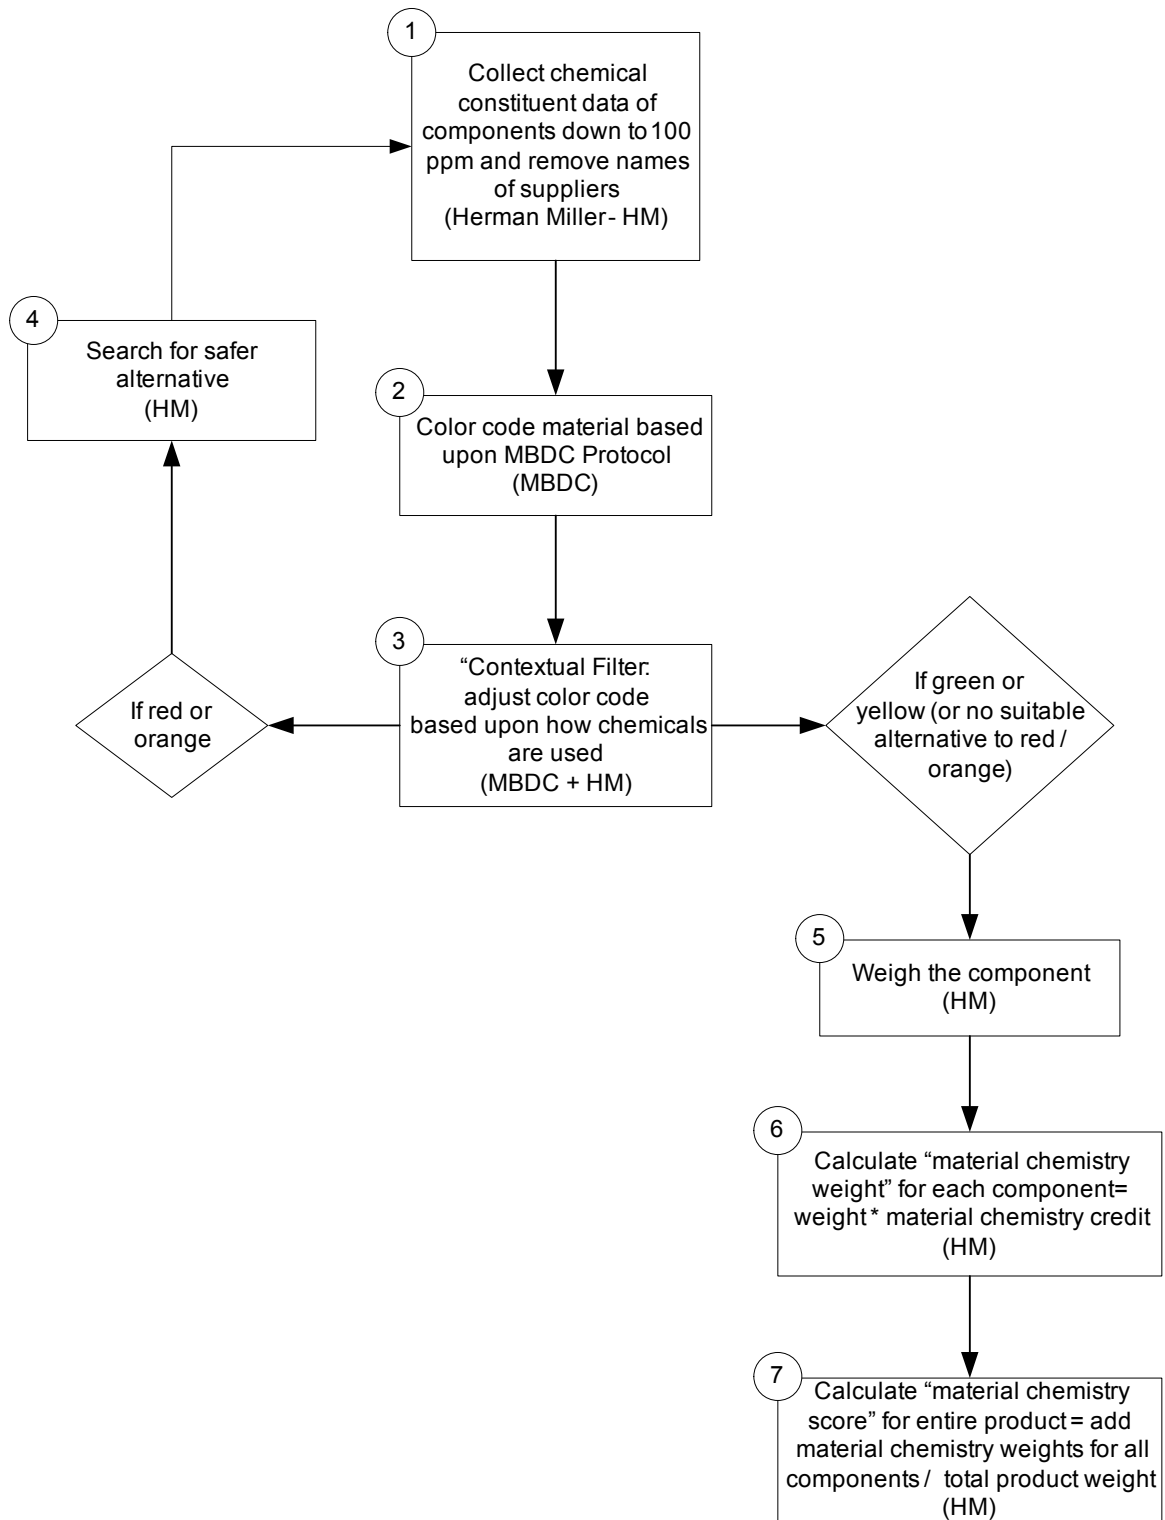 1
Collect chemical
constituent data of
components down to 100
ppm and remove names
of suppliers
(Herman Miller - HM)
4
Search for safer
alternative
(HM)
2
Color code material based
upon MBDC Protocol
(MBDC)
3
“Contextual Filter:
adjust color code
based upon how chemicals
are used
(MBDC + HM)
If red or
orange
If green or
yellow (or no suitable
alternative to red /
orange)
5
Weigh the component
(HM)
6
Calculate “material chemistry
weight” for each component=
weight * material chemistry credit
(HM)
7
Calculate “material chemistry
score” for entire product = add
material chemistry weights for all
components / total product weight
(HM)